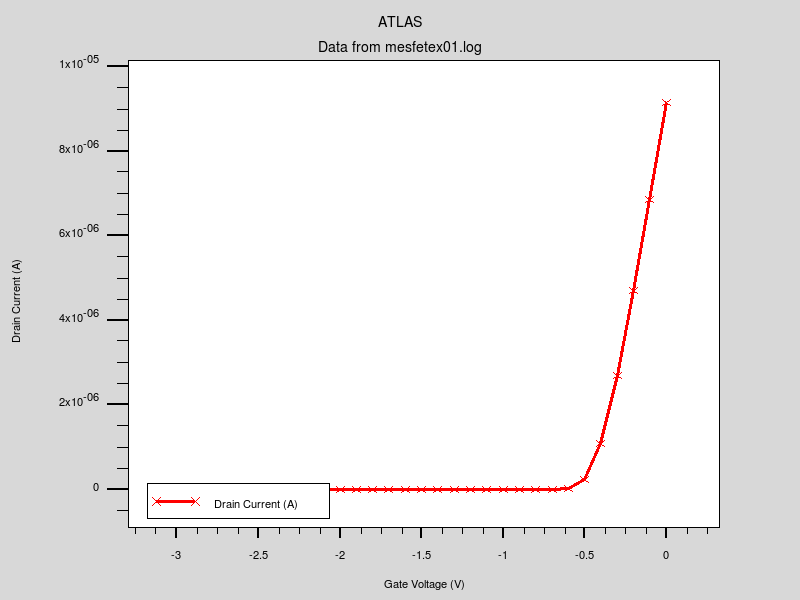 ATLAS
Data from mesfetex01.log
1x10-05
8x10-06
6x10-06
4x10-06
2x10-06
0
Drain Current (A)
Drain Current (A)
-3
-2.5
-2
-1.5
-1
-0.5
0
Gate Voltage (V)